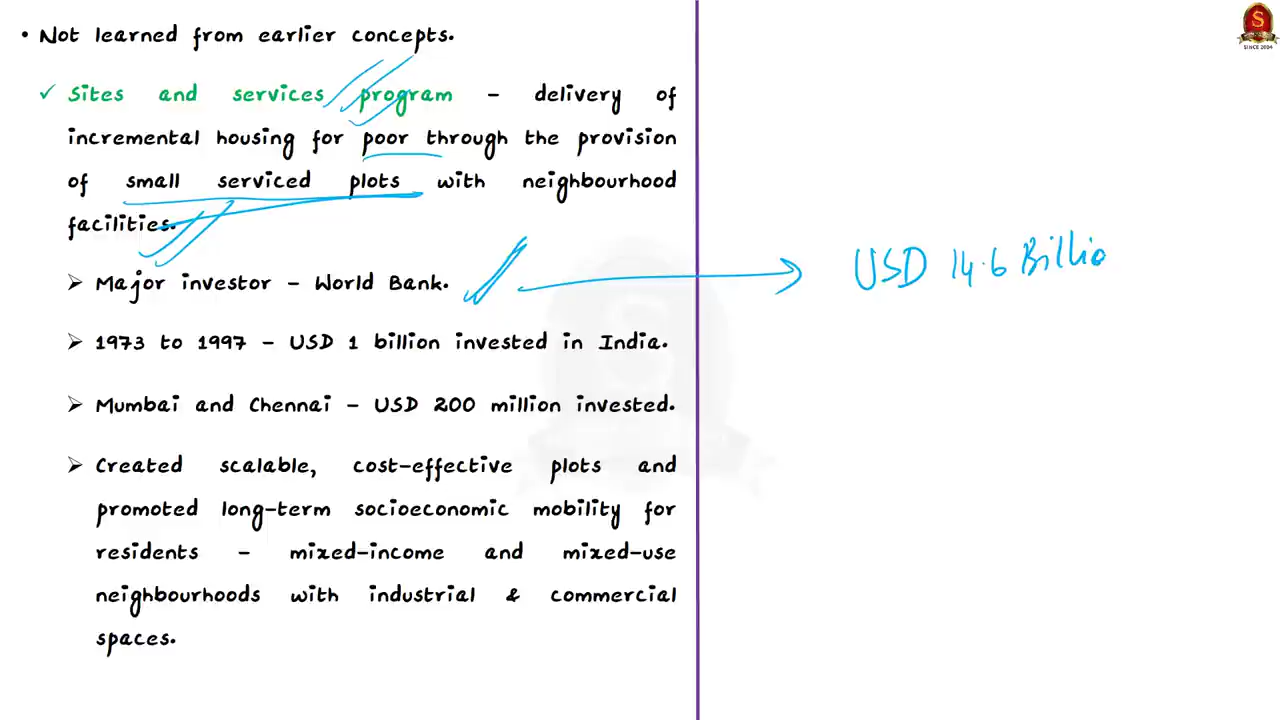 • Not learned from earlier concepts.
✓ Sites and services program – delivery of
incremental housing for poor through the provision
of small serviced plots with neighbourhood
facilities.
➢ Major investor – World Bank.
➢ 1973 to 1997 – USD 1 billion invested in India.
➢ Mumbai and Chennai – USD 200 million invested.
➢ Created scalable, cost-effective plots and
promoted long-term socioeconomic mobility for
residents – mixed-income and mixed-use
neighbourhoods with industrial & commercial
spaces.
USD 14.6 Billio
S
SINCE 2004